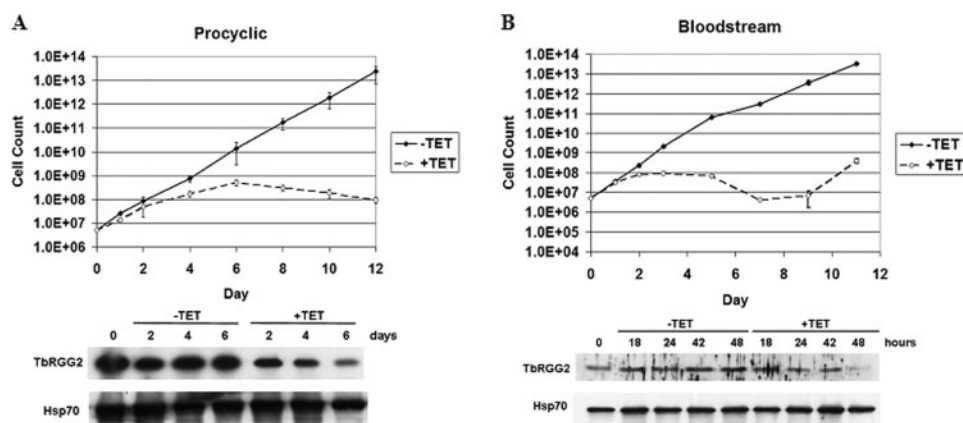 A
Procyclic
1.0E+14
1.0E+13
1.0E+12
1.0E+11
1.0E+10
1.0E+09
1.0E+08
1.0E+07
1.0E+06
Cell Count
0 2 4 6 8 10 12
Day
-TET
+TET
-TET +TET
0 2 4 6 2 4 6 days
TbRGG2
Hsp70
B
Bloodstream
1.0E+14
1.0E+13
1.0E+12
1.0E+11
1.0E+10
1.0E+09
1.0E+08
1.0E+07
1.0E+06
1.0E+05
1.0E+04
Cell Count
0 2 4 6 8 10 12
Day
-TET
+TET
-TET +TET
0 18 24 42 48 18 24 42 48 hours
TbRGG2
Hsp70